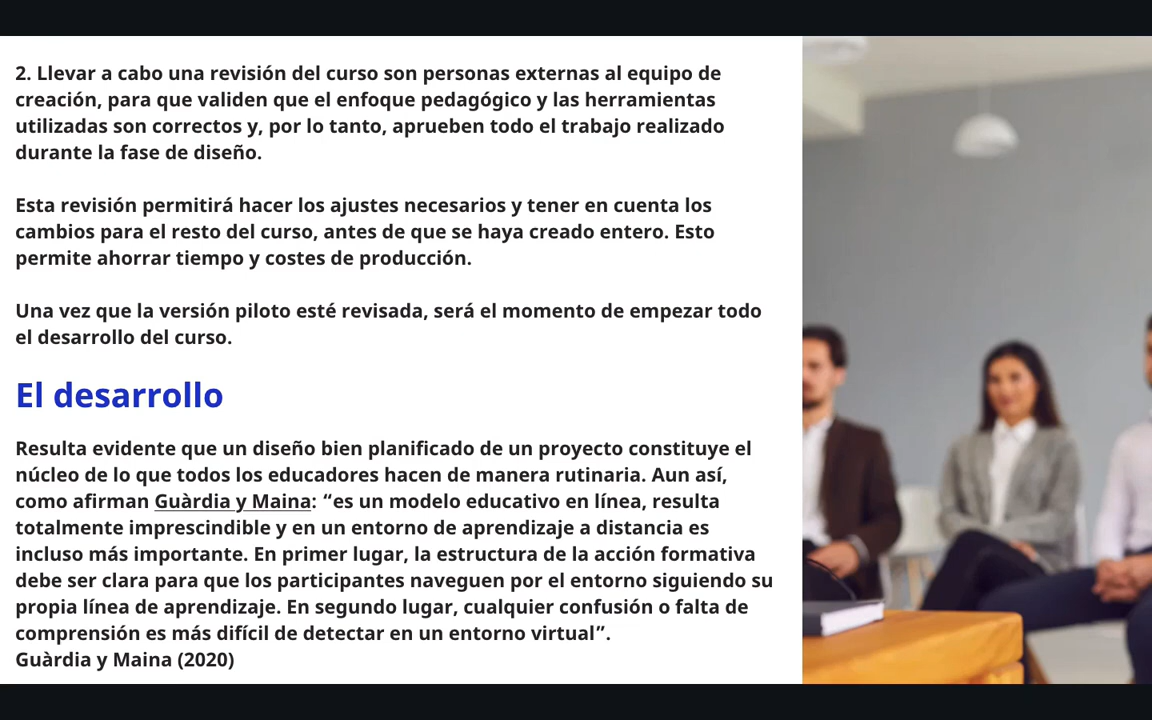 2. Llevar a cabo una revisión del curso son personas externas al equipo de
creación, para que validen que el enfoque pedagógico y las herramientas
utilizadas son correctos y, por lo tanto, aprueben todo el trabajo realizado
durante la fase de diseño.
Esta revisión permitirá hacer los ajustes necesarios y tener en cuenta los
cambios para el resto del curso, antes de que se haya creado entero. Esto
permite ahorrar tiempo y costes de producción.
Una vez que la versión piloto esté revisada, será el momento de empezar todo
el desarrollo del curso.
El desarrollo
Resulta evidente que un diseño bien planificado de un proyecto constituye el
núcleo de lo que todos los educadores hacen de manera rutinaria. Aun así,
como afirman Guàrdia y Maina: “es un modelo educativo en línea, resulta
totalmente imprescindible y en un entorno de aprendizaje a distancia es
incluso más importante. En primer lugar, la estructura de la acción formativa
debe ser clara para que los participantes naveguen por el entorno siguiendo su
propia línea de aprendizaje. En segundo lugar, cualquier confusión o falta de
comprensión es más difícil de detectar en un entorno virtual”.
Guàrdia y Maina (2020)